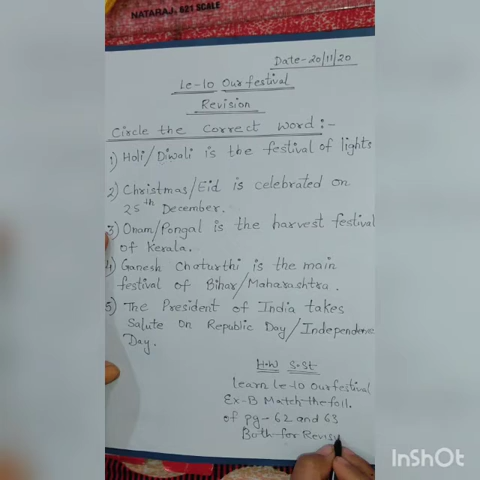 NATARAJ, 621 SCALE
Date-20/11/20
Le-10 Our festival
Revision
Circle the Correct Word:-
1) Holi/Diwali is the festival of lights
2) Christmas/Eid is celebrated on
25th December.
3) Onam/Pongal is the harvest festival
of Kerala.
4) Ganesh Chaturthi is the main
festival of Bihar/Maharashtra.
5) The President of India takes
Salute on Republic Day/Independence
Day.
H.W S.St
Learn Le-10 Our festival
Ex-B Match the foll.
of pg-62 and 63
Both for Revis
InShOt